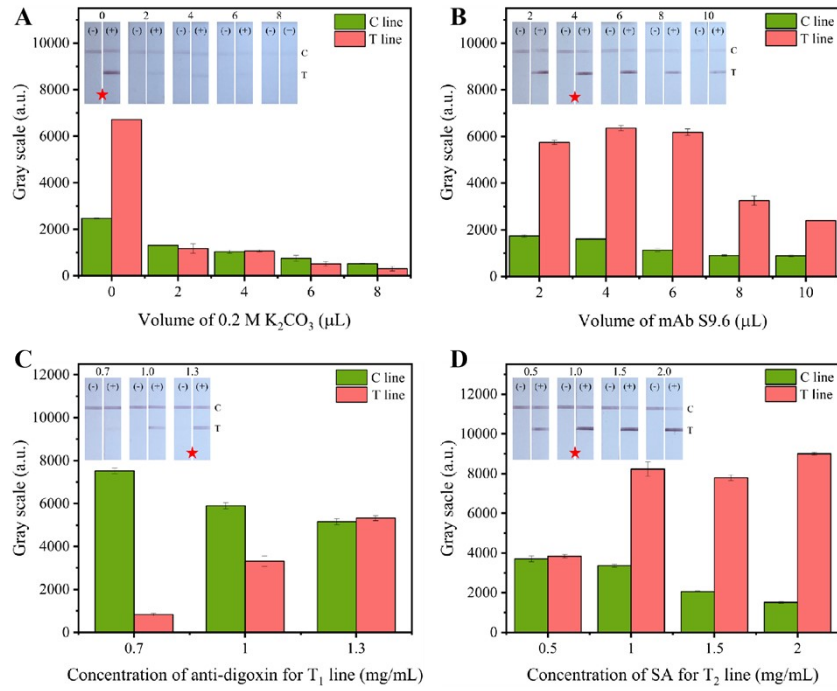 A
0 2 4 6 8
(-) (+) (-) (+) (-) (+) (-) (+) (-) (+)
C
T
C line
T line
Gray scale (a.u.)
10000
8000
6000
4000
2000
0
0 2 4 6 8
Volume of 0.2 M K₂CO₃ (μL)
B
2 4 6 8 10
(-) (+) (-) (+) (-) (+) (-) (+) (-) (+)
C
T
C line
T line
Gray scale (a.u.)
10000
8000
6000
4000
2000
0
2 4 6 8 10
Volume of mAb S9.6 (μL)
C
0.7 1.0 1.3
(-) (+) (-) (+) (-) (+)
C
T
C line
T line
Gray scale (a.u.)
12000
10000
8000
6000
4000
2000
0
0.7 1 1.3
Concentration of anti-digoxin for T₁ line (mg/mL)
D
0.5 1.0 1.5 2.0
(-) (+) (-) (+) (-) (+) (-) (+)
C
T
C line
T line
Gray sacle (a.u.)
12000
10000
8000
6000
4000
2000
0
0.5 1 1.5 2
Concentration of SA for T₂ line (mg/mL)